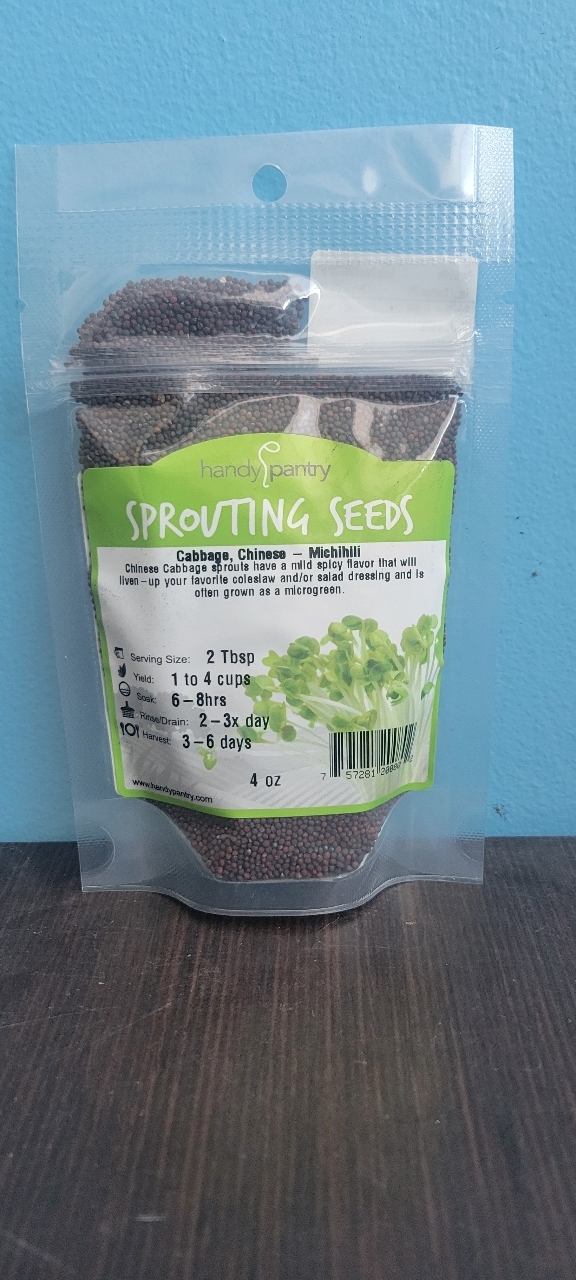 handy pantry
SPROUTING SEEDS
Cabbage, Chinese – Michihili
Chinese Cabbage sprouts have a mild spicy flavor that will
liven-up your favorite coleslaw and/or salad dressing and is
often grown as a microgreen.
Serving Size: 2 Tbsp
Yield: 1 to 4 cups
Soak: 6-8hrs
Rinse/Drain: 2-3x day
Harvest: 3-6 days
4 oz
www.handypantry.com
7 57281